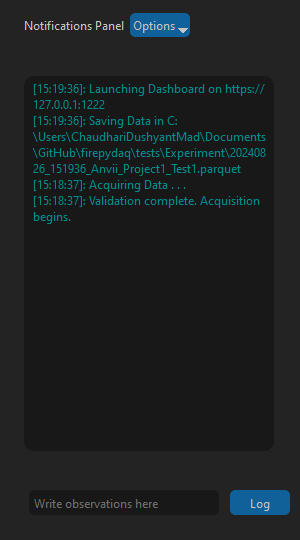 Notifications Panel Options
[15:19:36]: Launching Dashboard on https://
127.0.0.1:1222
[15:19:36]: Saving Data in C:
\Users\ChaudhariDushyantMad\Documents
\GitHub\firepydaq\tests\Experiment\202408
26_151936_Anvii_Project1_Test1.parquet
[15:18:37]: Acquiring Data . . .
[15:18:37]: Validation complete. Acquisition
begins.
Write observations here Log